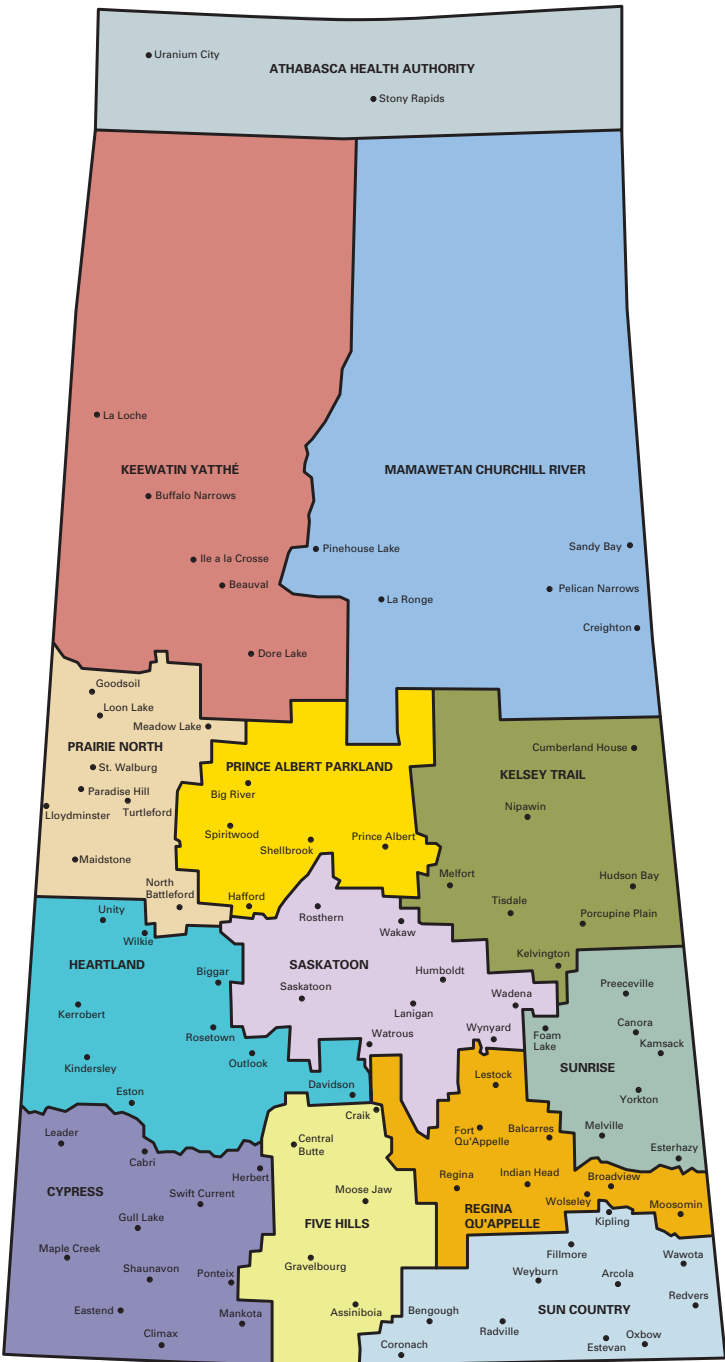 Uranium City
ATHABASCA HEALTH AUTHORITY
Stony Rapids
La Loche
KEEWATIN YATTHÉ
MAMAWETAN CHURCHILL RIVER
Buffalo Narrows
Pinehouse Lake
Sandy Bay
Ile a la Crosse
Beauval
Pelican Narrows
La Ronge
Creighton
Dore Lake
Goodsoil
Loon Lake
Meadow Lake
PRAIRIE NORTH
St. Walburg
Paradise Hill
Lloydminster
Turtleford
Maidstone
North
Battleford
PRINCE ALBERT PARKLAND
Big River
Spiritwood
Shellbrook
Prince Albert
Hafford
Cumberland House
KELSEY TRAIL
Nipawin
Melfort
Hudson Bay
Tisdale
Porcupine Plain
Kelvington
Unity
Wilkie
HEARTLAND
Biggar
Kerrobert
Rosetown
Outlook
Kindersley
Eston
Davidson
Rosthern
Wakaw
SASKATOON
Humboldt
Saskatoon
Lanigan
Wadena
Watrous
Wynyard
Preeceville
Foam
Lake
Canora
Kamsack
SUNRISE
Yorkton
Melville
Esterhazy
Lestock
Fort
Qu'Appelle
Balcarres
Regina
Indian Head
Broadview
Wolseley
Moosomin
REGINA
QU'APPELLE
Craik
Central
Butte
Moose Jaw
FIVE HILLS
Gravelbourg
Assiniboia
Leader
Cabri
Herbert
CYPRESS
Swift Current
Gull Lake
Maple Creek
Shaunavon
Ponteix
Eastend
Mankota
Climax
Kipling
Fillmore
Wawota
Weyburn
Arcola
Redvers
SUN COUNTRY
Bengough
Radville
Oxbow
Estevan
Coronach